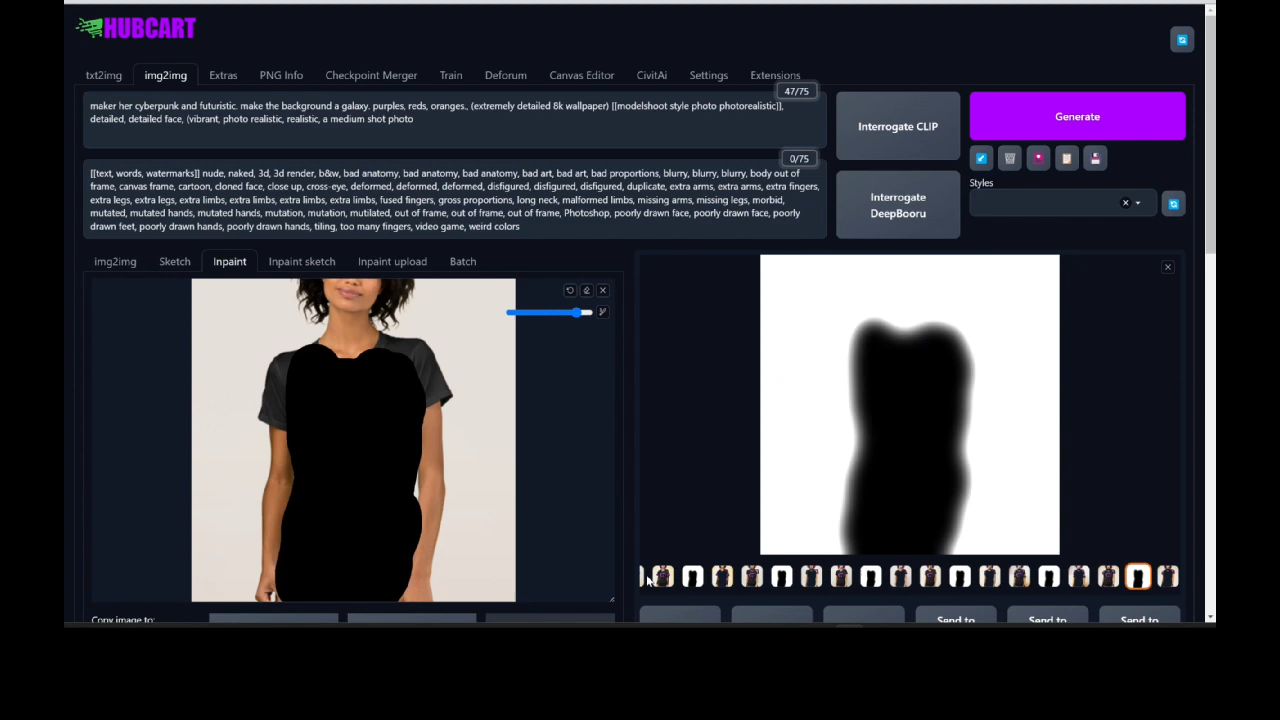 HUBCART
txt2img
img2img
Extras
PNG Info
Checkpoint Merger
Train
Deforum
Canvas Editor
CivitAi
Settings
Extensions
47/75
maker her cyberpunk and futuristic. make the background a galaxy. purples, reds, oranges., (extremely detailed 8k wallpaper) [[modelshoot style photo photorealistic]],
detailed, detailed face, (vibrant, photo realistic, realistic, a medium shot photo
Interrogate CLIP
Generate
0/75
[[text, words, watermarks]] nude, naked, 3d, 3d render, b&w, bad anatomy, bad anatomy, bad anatomy, bad art, bad art, bad proportions, blurry, blurry, blurry, body out of
frame, canvas frame, cartoon, cloned face, close up, cross-eye, deformed, deformed, deformed, disfigured, disfigured, disfigured, duplicate, extra arms, extra arms, extra fingers,
extra legs, extra legs, extra limbs, extra limbs, extra limbs, extra limbs, fused fingers, gross proportions, long neck, malformed limbs, missing arms, missing legs, morbid,
mutated, mutated hands, mutated hands, mutation, mutation, mutilated, out of frame, out of frame, out of frame, Photoshop, poorly drawn face, poorly drawn face, poorly
drawn feet, poorly drawn hands, poorly drawn hands, tiling, too many fingers, video game, weird colors
Interrogate
DeepBooru
Styles
img2img
Sketch
Inpaint
Inpaint sketch
Inpaint upload
Batch
Copy image to:
Send to
Send to
Send to